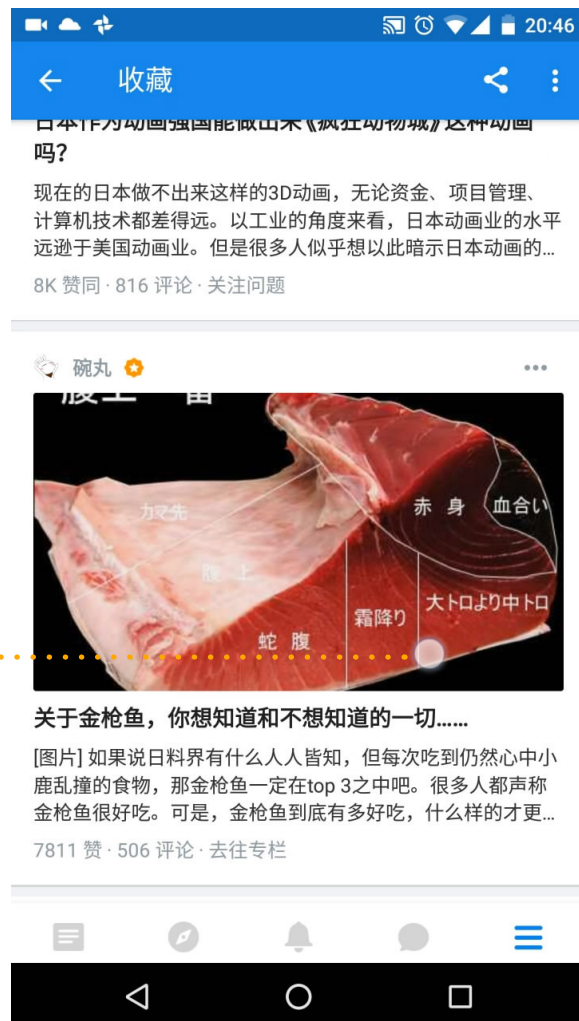 20:46
收藏
日本作为动画强国能做出来《疯狂动物城》这种动画
吗？
现在的日本做不出来这样的3D动画，无论资金、项目管理、
计算机技术都差得远。以工业的角度来看，日本动画业的水平
远逊于美国动画业。但是很多人似乎想以此暗示日本动画的...
8K 赞同 · 816 评论 · 关注问题
碗丸
腹上 一番
カマ先
赤身
血合い
腹上
霜降り
大トロより中トロ
蛇腹
关于金枪鱼，你想知道和不想知道的一切......
[图片] 如果说日料界有什么人人皆知，但每次吃到仍然心中小
鹿乱撞的食物，那金枪鱼一定在top 3之中吧。很多人都声称
金枪鱼很好吃。可是，金枪鱼到底有多好吃，什么样的才更...
7811 赞 · 506 评论 · 去往专栏